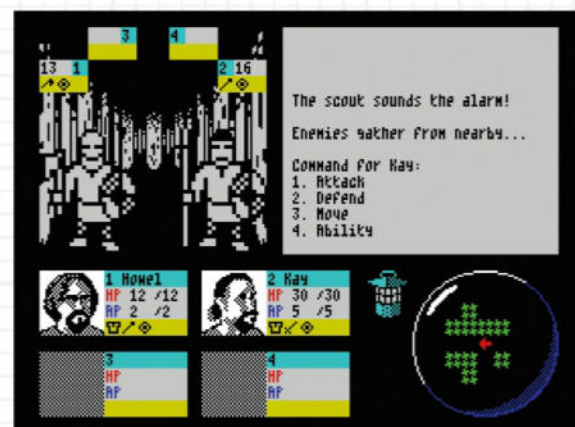 3 4
13 1 2 16
The scout sounds the alarm!
Enemies gather from nearby...
Command for Kay:
1. Attack
2. Defend
3. Move
4. Ability
1 Howel
HP 12 /12
AP 2 /2
2 Kay
HP 30 /30
AP 5 /5
3
HP
AP
4
HP
AP